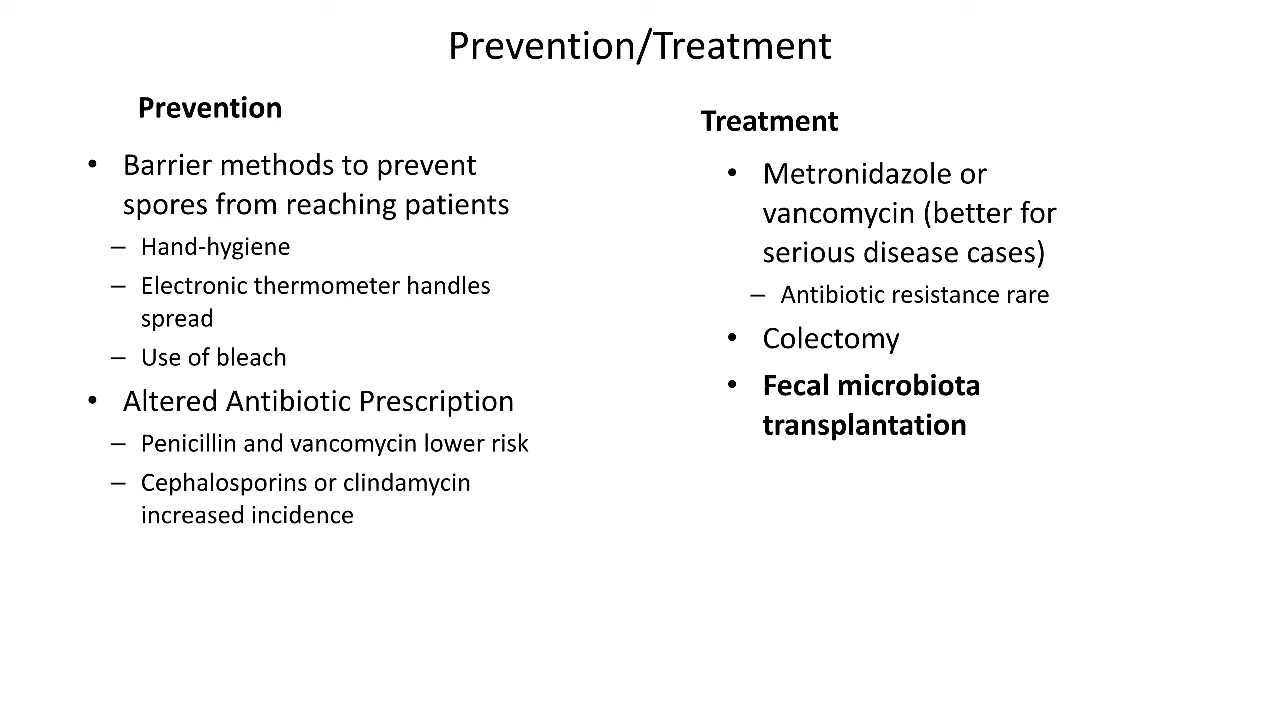 Prevention/Treatment
Prevention
• Barrier methods to prevent
spores from reaching patients
– Hand-hygiene
– Electronic thermometer handles
spread
– Use of bleach
• Altered Antibiotic Prescription
– Penicillin and vancomycin lower risk
– Cephalosporins or clindamycin
increased incidence
Treatment
• Metronidazole or
vancomycin (better for
serious disease cases)
– Antibiotic resistance rare
• Colectomy
• Fecal microbiota
transplantation